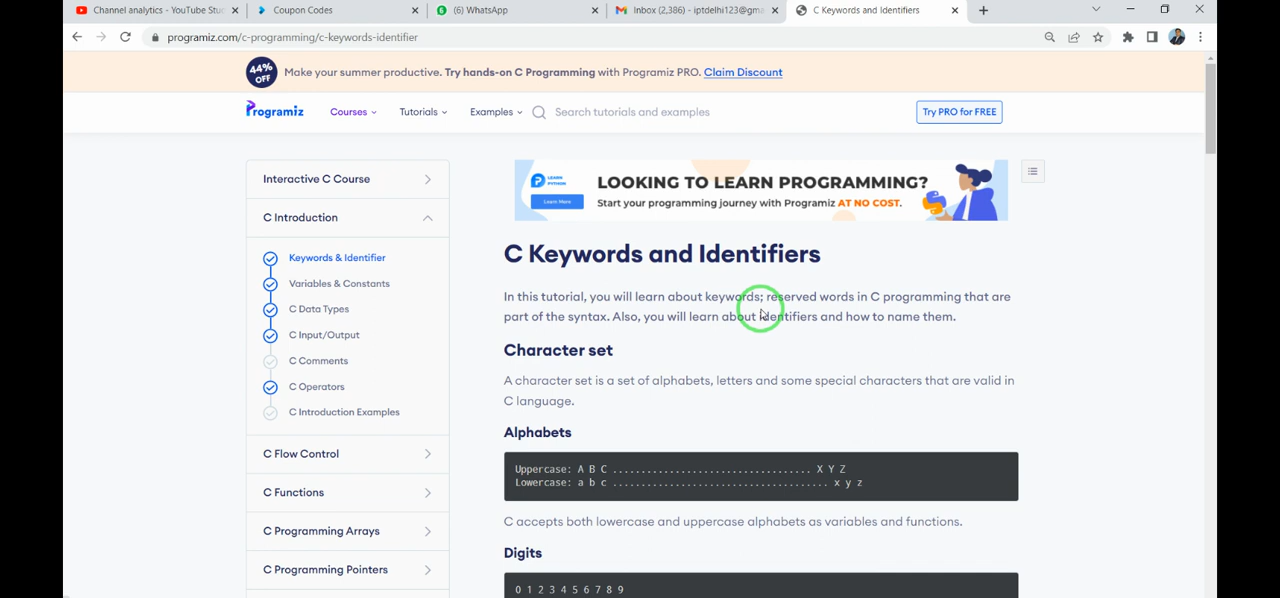 Channel analytics - YouTube Stu
Coupon Codes
(6) WhatsApp
Inbox (2,386) - iptdelhi123@gma
C Keywords and Identifiers
programiz.com/c-programming/c-keywords-identifier
44% OFF
Make your summer productive. Try hands-on C Programming with Programiz PRO. Claim Discount
Programiz
Courses
Tutorials
Examples
Search tutorials and examples
Try PRO for FREE
Interactive C Course
C Introduction
Keywords & Identifier
Variables & Constants
C Data Types
C Input/Output
C Comments
C Operators
C Introduction Examples
C Flow Control
C Functions
C Programming Arrays
C Programming Pointers
LEARN PYTHON
Learn More
LOOKING TO LEARN PROGRAMMING?
Start your programming journey with Programiz AT NO COST.
C Keywords and Identifiers
In this tutorial, you will learn about keywords; reserved words in C programming that are
part of the syntax. Also, you will learn about identifiers and how to name them.
Character set
A character set is a set of alphabets, letters and some special characters that are valid in
C language.
Alphabets
Uppercase: A B C .................................... X Y Z
Lowercase: a b c ...................................... x y z
C accepts both lowercase and uppercase alphabets as variables and functions.
Digits
0 1 2 3 4 5 6 7 8 9